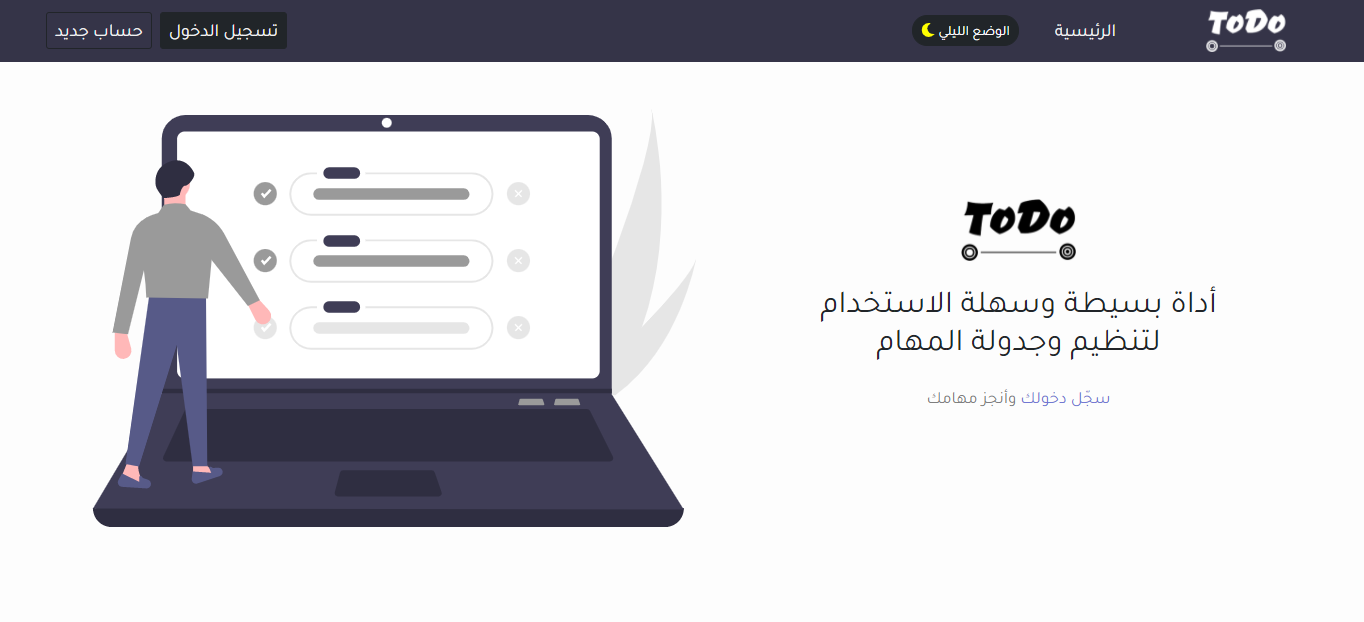 ToDo
الرئيسية
الوضع الليلي
تسجيل الدخول
حساب جديد
ToDo
أداة بسيطة وسهلة الاستخدام
لتنظيم وجدولة المهام
سجّل دخولك وأنجز مهامك